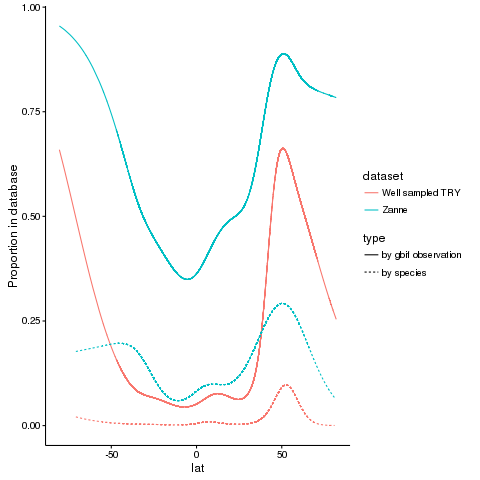 1.00
0.75
0.50
0.25
0.00
Proportion in database
-50
0
50
lat
dataset
Well sampled TRY
Zanne
type
by gbif observation
by species